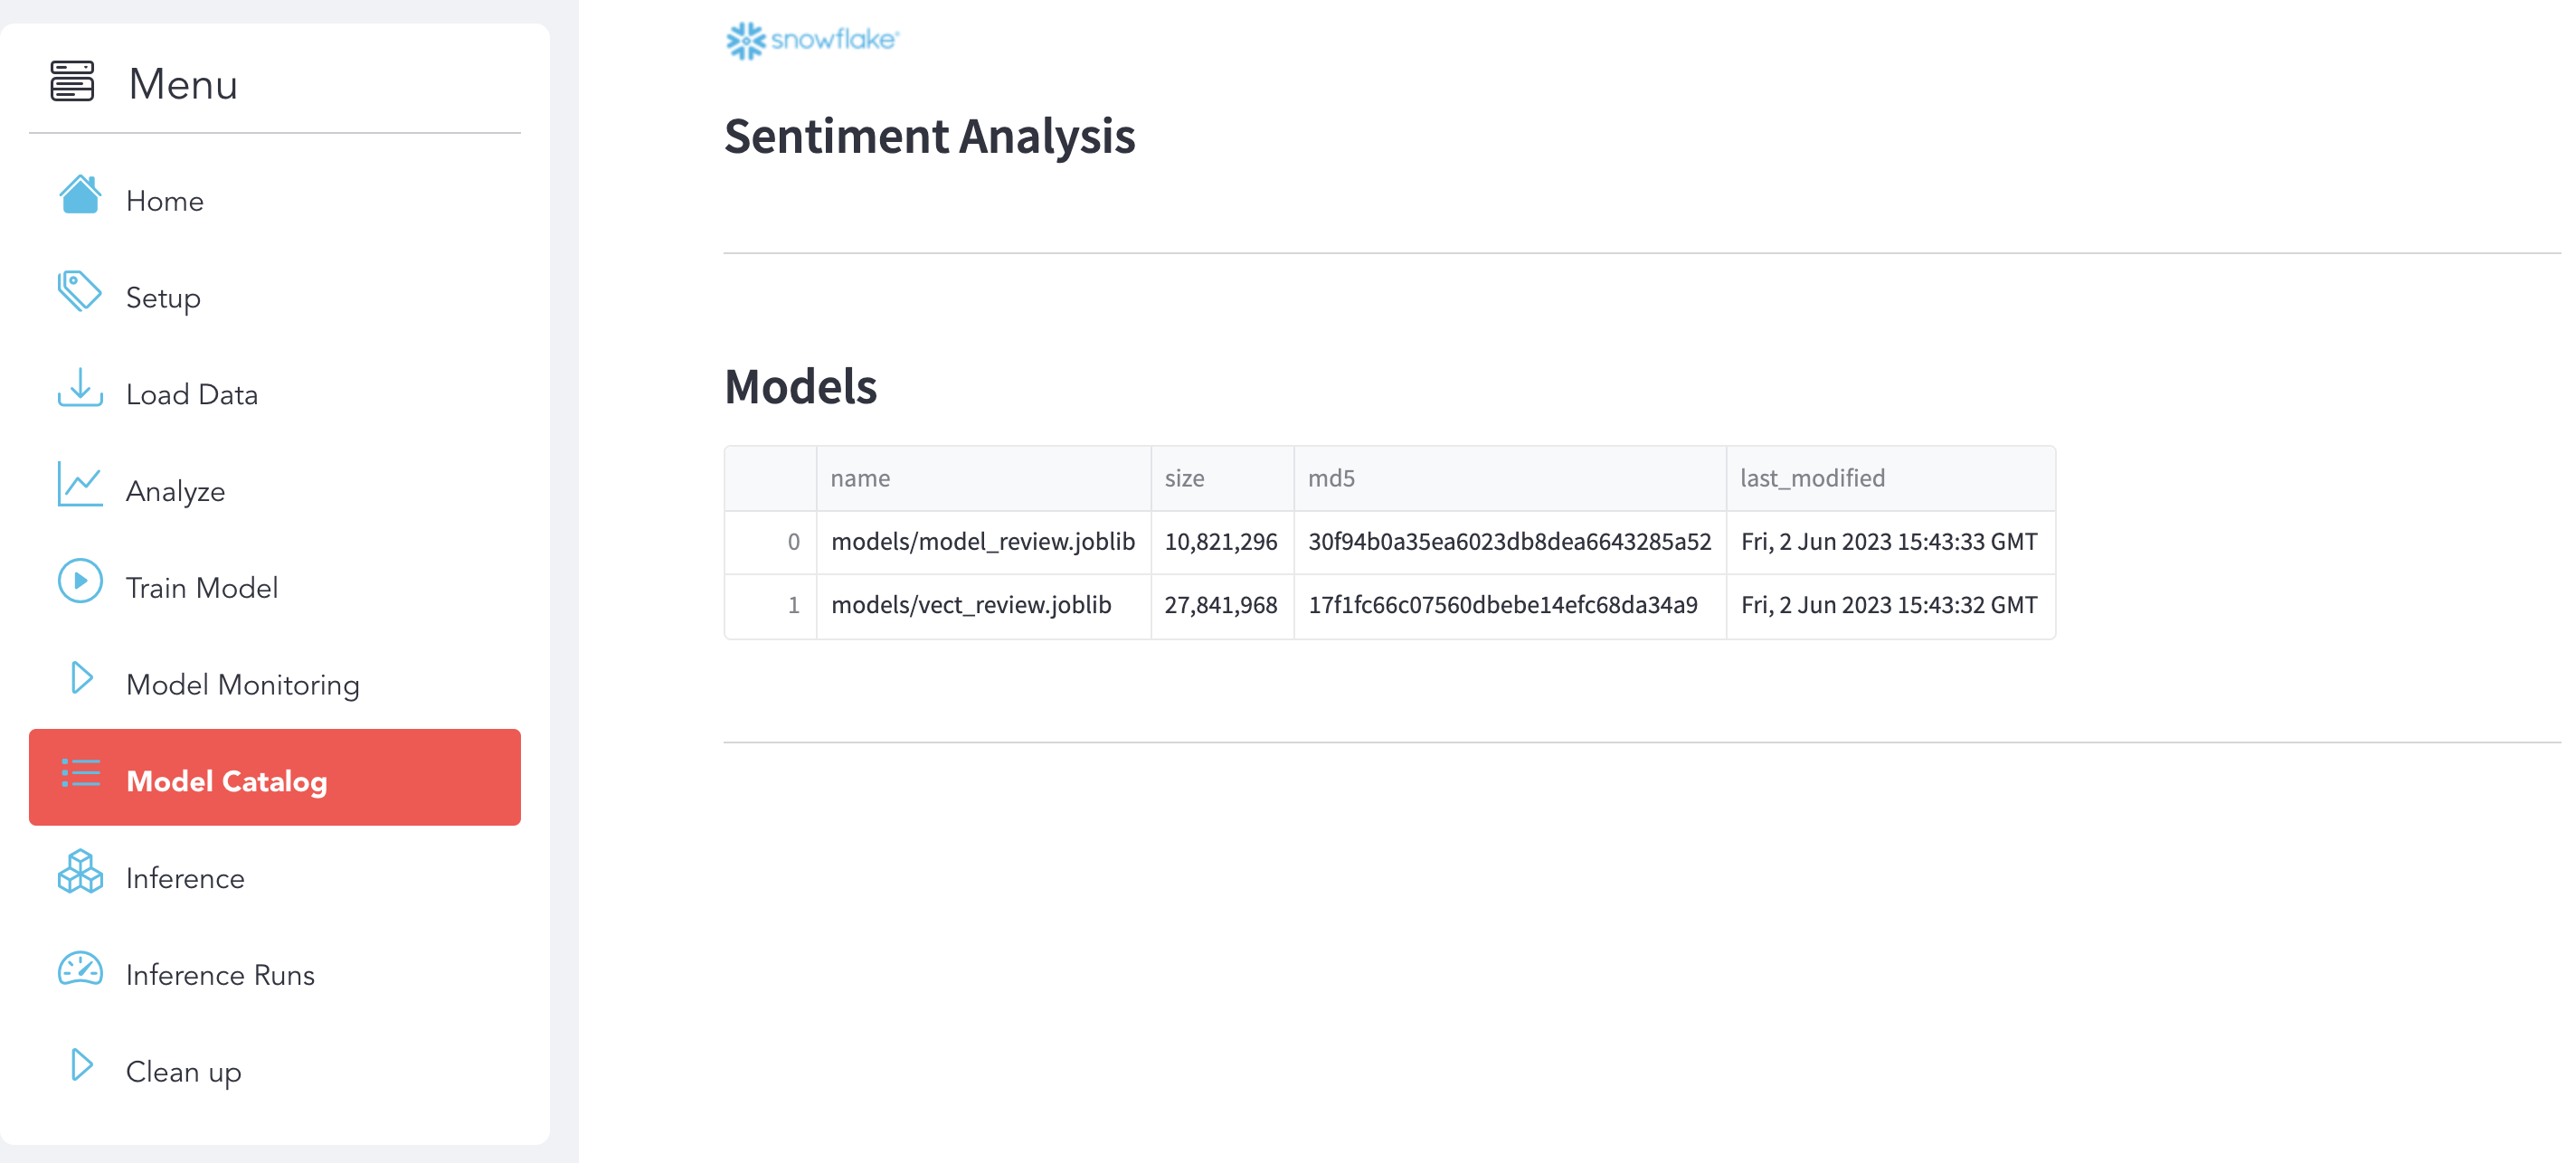 Menu
Home
Setup
Load Data
Analyze
Train Model
Model Monitoring
Model Catalog
Inference
Inference Runs
Clean up
snowflake®
Sentiment Analysis
Models
name size md5 last_modified
0 models/model_review.joblib 10,821,296 30f94b0a35ea6023db8dea6643285a52 Fri, 2 Jun 2023 15:43:33 GMT
1 models/vect_review.joblib 27,841,968 17f1fc66c07560dbebe14efc68da34a9 Fri, 2 Jun 2023 15:43:32 GMT